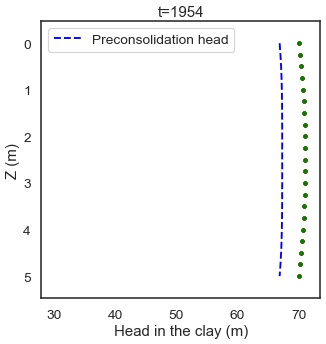 t=1954
Preconsolidation head
0
1
2
3
4
5
Z (m)
30 40 50 60 70
Head in the clay (m)